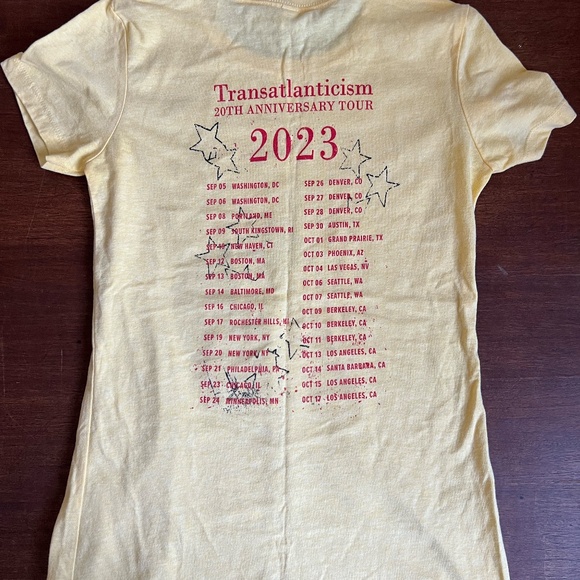 Transatlanticism
20TH ANNIVERSARY TOUR
2023
SEP 05 WASHINGTON, DC
SEP 06 WASHINGTON, DC
SEP 08 PORTLAND, ME
SEP 09 SOUTH KINGSTOWN, RI
SEP 10 NEW HAVEN, CT
SEP 12 BOSTON, MA
SEP 13 BOSTON, MA
SEP 14 BALTIMORE, MD
SEP 16 CHICAGO, IL
SEP 17 ROCHESTER HILLS, MI
SEP 19 NEW YORK, NY
SEP 20 NEW YORK, NY
SEP 21 PHILADELPHIA, PA
SEP 23 CHICAGO, IL
SEP 24 MINNEAPOLIS, MN
SEP 26 DENVER, CO
SEP 27 DENVER, CO
SEP 28 DENVER, CO
SEP 30 AUSTIN, TX
OCT 01 GRAND PRAIRIE, TX
OCT 03 PHOENIX, AZ
OCT 04 LAS VEGAS, NV
OCT 06 SEATTLE, WA
OCT 07 SEATTLE, WA
OCT 09 BERKELEY, CA
OCT 10 BERKELEY, CA
OCT 11 BERKELEY, CA
OCT 13 LOS ANGELES, CA
OCT 14 SANTA BARBARA, CA
OCT 15 LOS ANGELES, CA
OCT 17 LOS ANGELES, CA